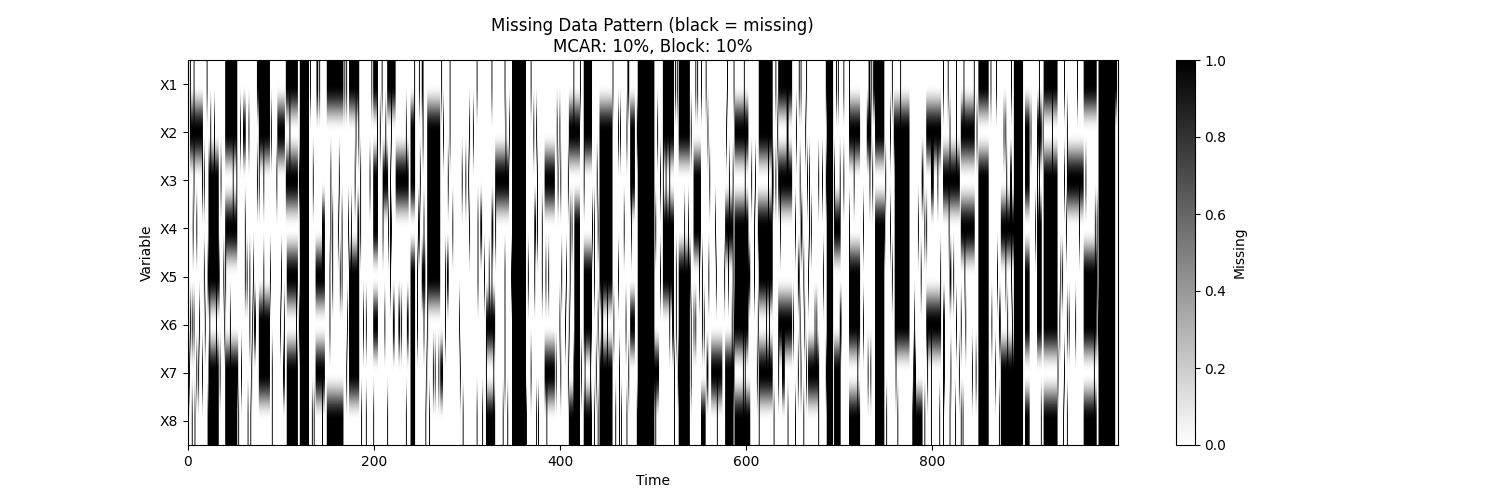 Missing Data Pattern (black = missing)
MCAR: 10%, Block: 10%
X1
X2
X3
X4
X5
X6
X7
X8
Variable
0
200
400
600
800
Time
1.0
0.8
0.6
0.4
0.2
0.0
Missing